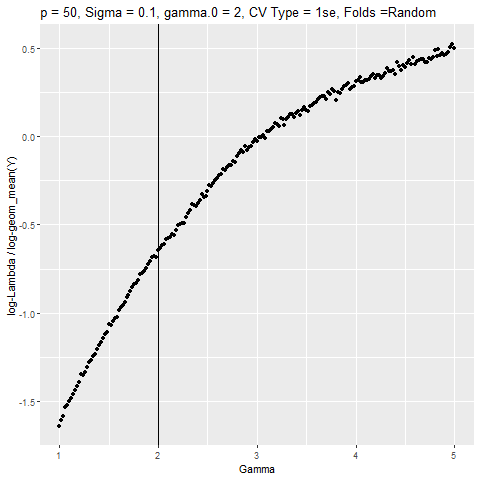 p = 50, Sigma = 0.1, gamma.0 = 2, CV Type = 1se, Folds =Random
log-Lambda / log-geom_mean(Y)
0.5
0.0
-0.5
-1.0
-1.5
1 2 3 4 5
Gamma